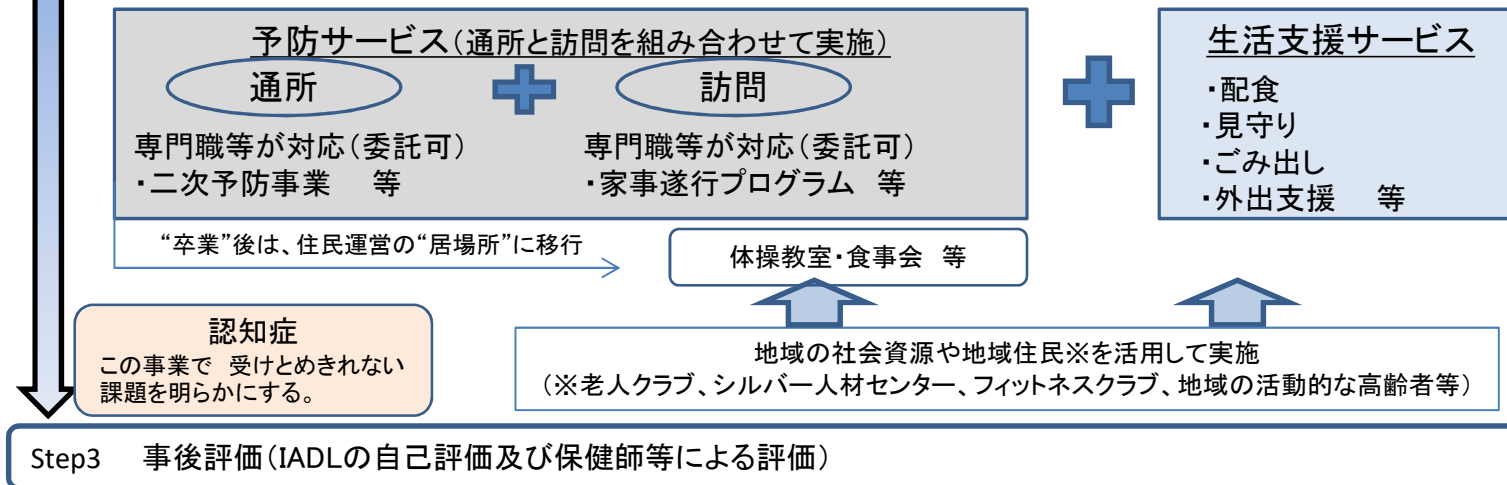 予防サービス(通所と訪問を組み合わせて実施)
通所
訪問
専門職等が対応(委託可)
・二次予防事業　等
専門職等が対応(委託可)
・家事遂行プログラム　等
生活支援サービス
・配食
・見守り
・ごみ出し
・外出支援　等
“卒業”後は、住民運営の“居場所”に移行
体操教室・食事会　等
認知症
この事業で 受けとめきれない
課題を明らかにする。
地域の社会資源や地域住民※を活用して実施
(※老人クラブ、シルバー人材センター、フィットネスクラブ、地域の活動的な高齢者等)
Step3　事後評価(IADLの自己評価及び保健師等による評価)